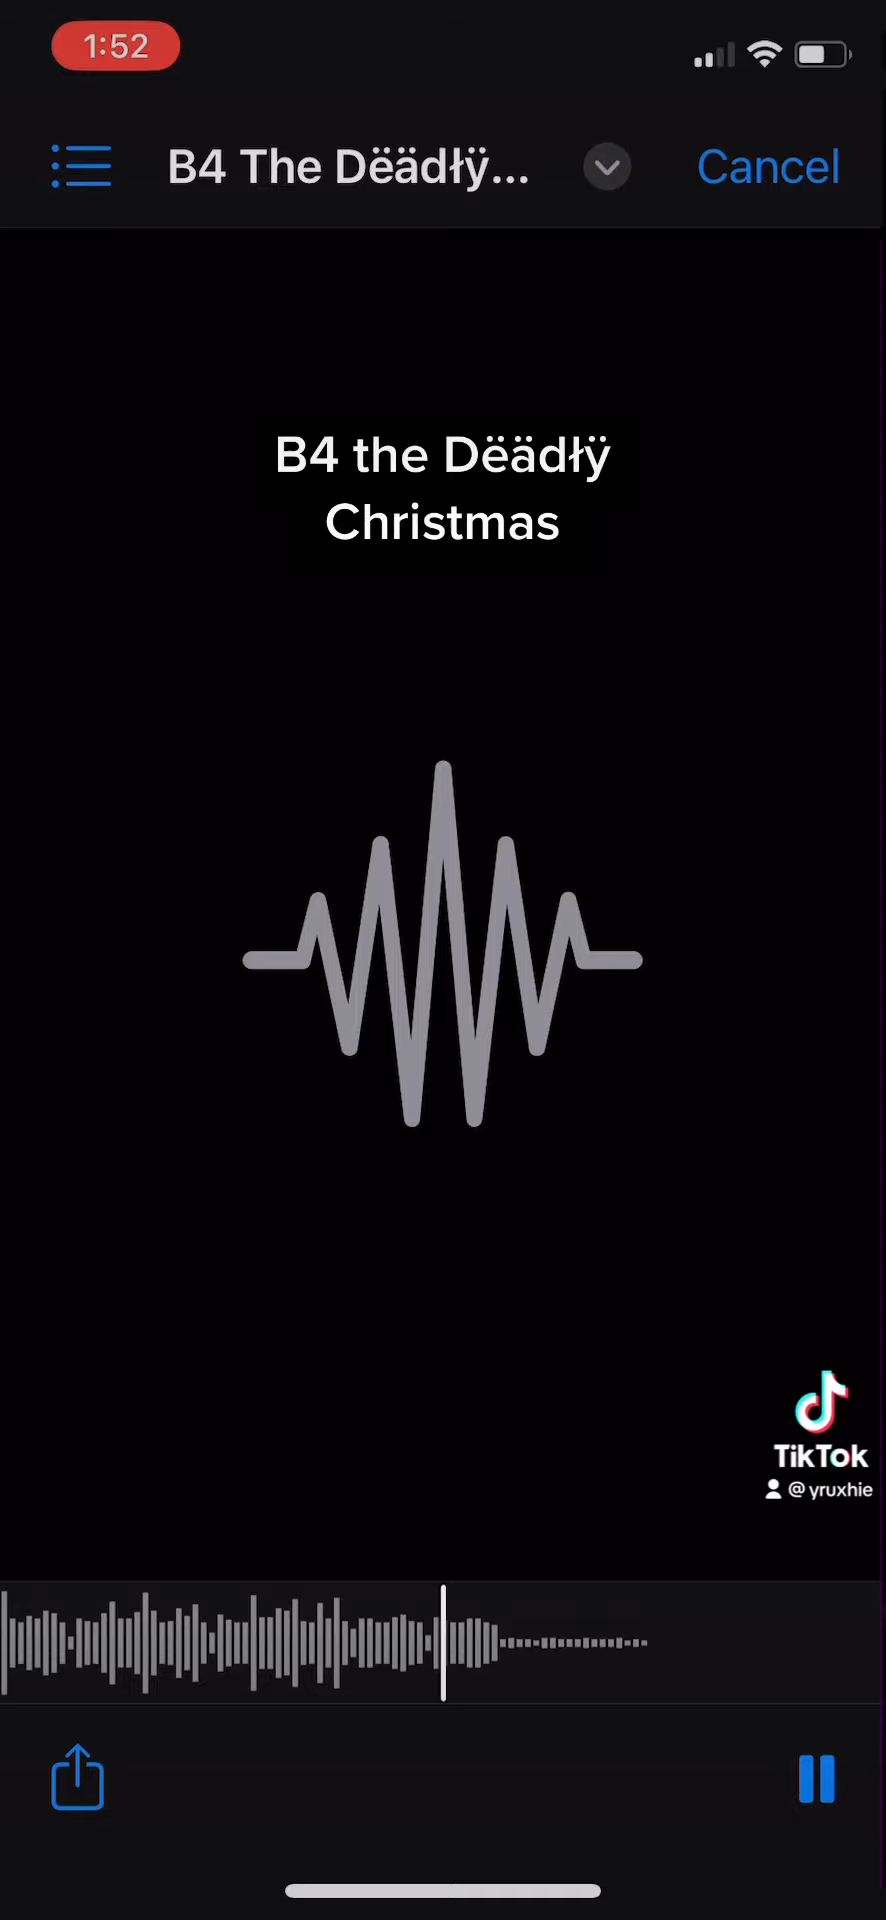 1:52
B4 The Dëädłÿ...
Cancel
B4 the Dëädłÿ
Christmas
TikTok
@yruxhie